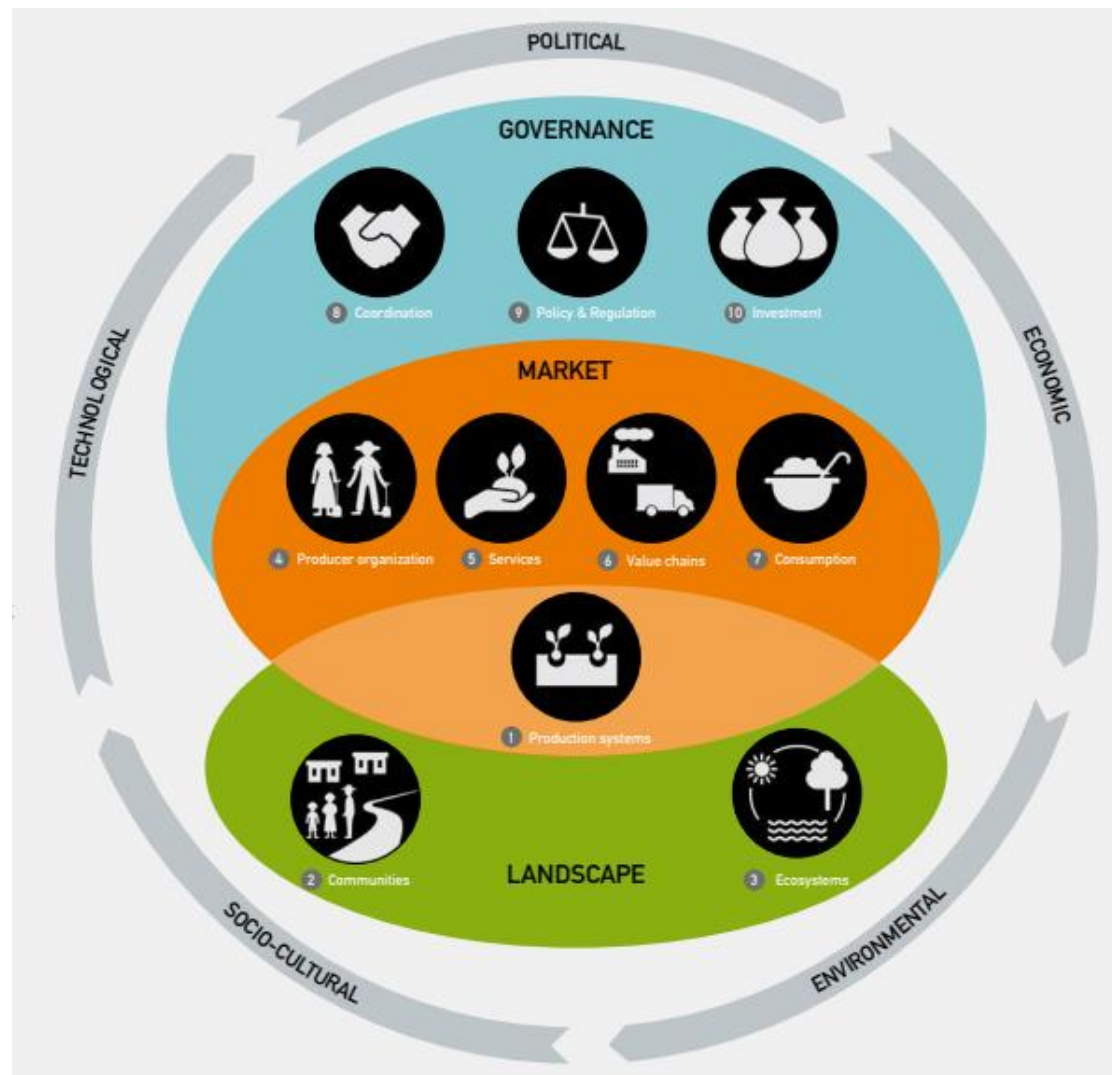 POLITICAL
GOVERNANCE
8 Coordination
9 Policy & Regulation
10 Investment
TECHNOLOGICAL
ECONOMIC
MARKET
4 Producer organization
5 Services
6 Value chains
7 Consumption
1 Production systems
2 Communities
LANDSCAPE
3 Ecosystems
SOCIO-CULTURAL
ENVIRONMENTAL